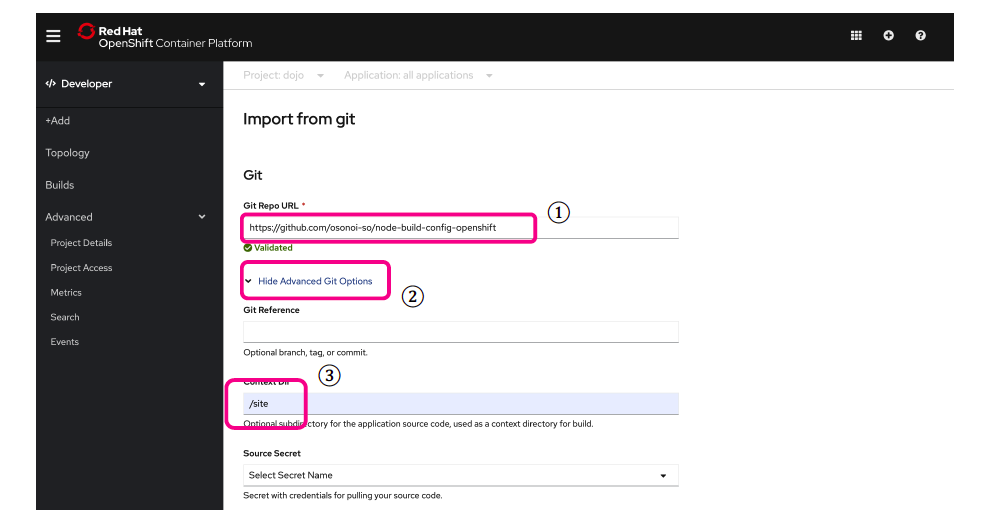 Red Hat
OpenShift Container Platform
Developer
Project: dojo Application: all applications
+Add
Topology
Builds
Advanced
Project Details
Project Access
Metrics
Search
Events
Import from git
Git
Git Repo URL *
①
https://github.com/osonoi-so/node-build-config-openshift
Validated
Hide Advanced Git Options
②
Git Reference
Optional branch, tag, or commit.
③
Context Dir
/site
Optional subdirectory for the application source code, used as a context directory for build.
Source Secret
Select Secret Name
Secret with credentials for pulling your source code.